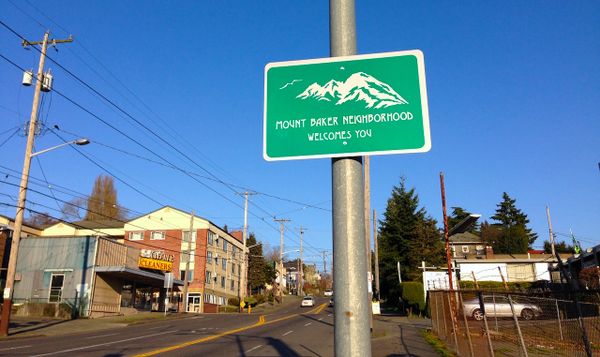 MOUNT BAKER NEIGHBORHOOD
WELCOMES YOU
CLEANERS